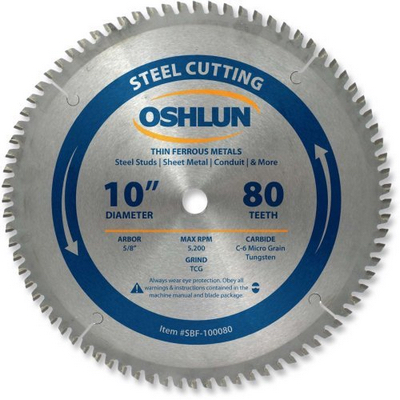 STEEL CUTTING
OSHLUN
THIN FERROUS METALS
Steel Studs | Sheet Metal | Conduit | & More
10” DIAMETER
80 TEETH
ARBOR
5/8"
MAX RPM
5,200
CARBIDE
C-6 Micro Grain
Tungsten
GRIND
TCG
Always wear eye protection. Obey all
warnings & instructions contained in the
machine manual and blade package.
Item #SBF-100080